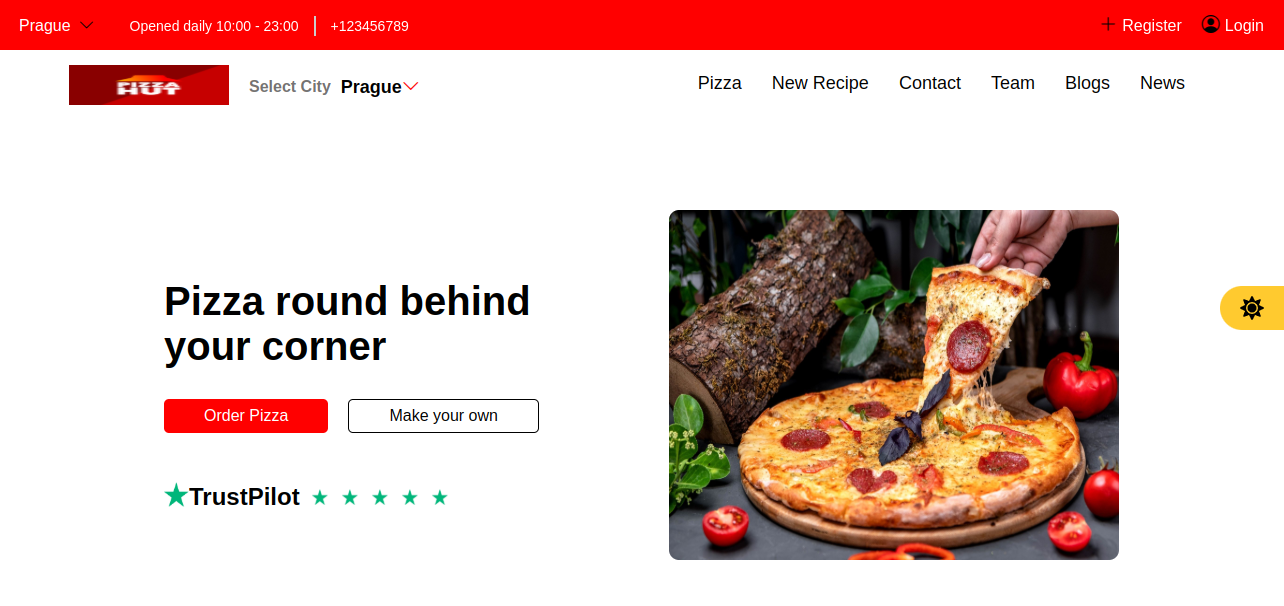 Prague
Opened daily 10:00 - 23:00
+123456789
Register
Login
PIZZA
HUT
Select City Prague
Pizza
New Recipe
Contact
Team
Blogs
News
Pizza round behind
your corner
Order Pizza
Make your own
TrustPilot